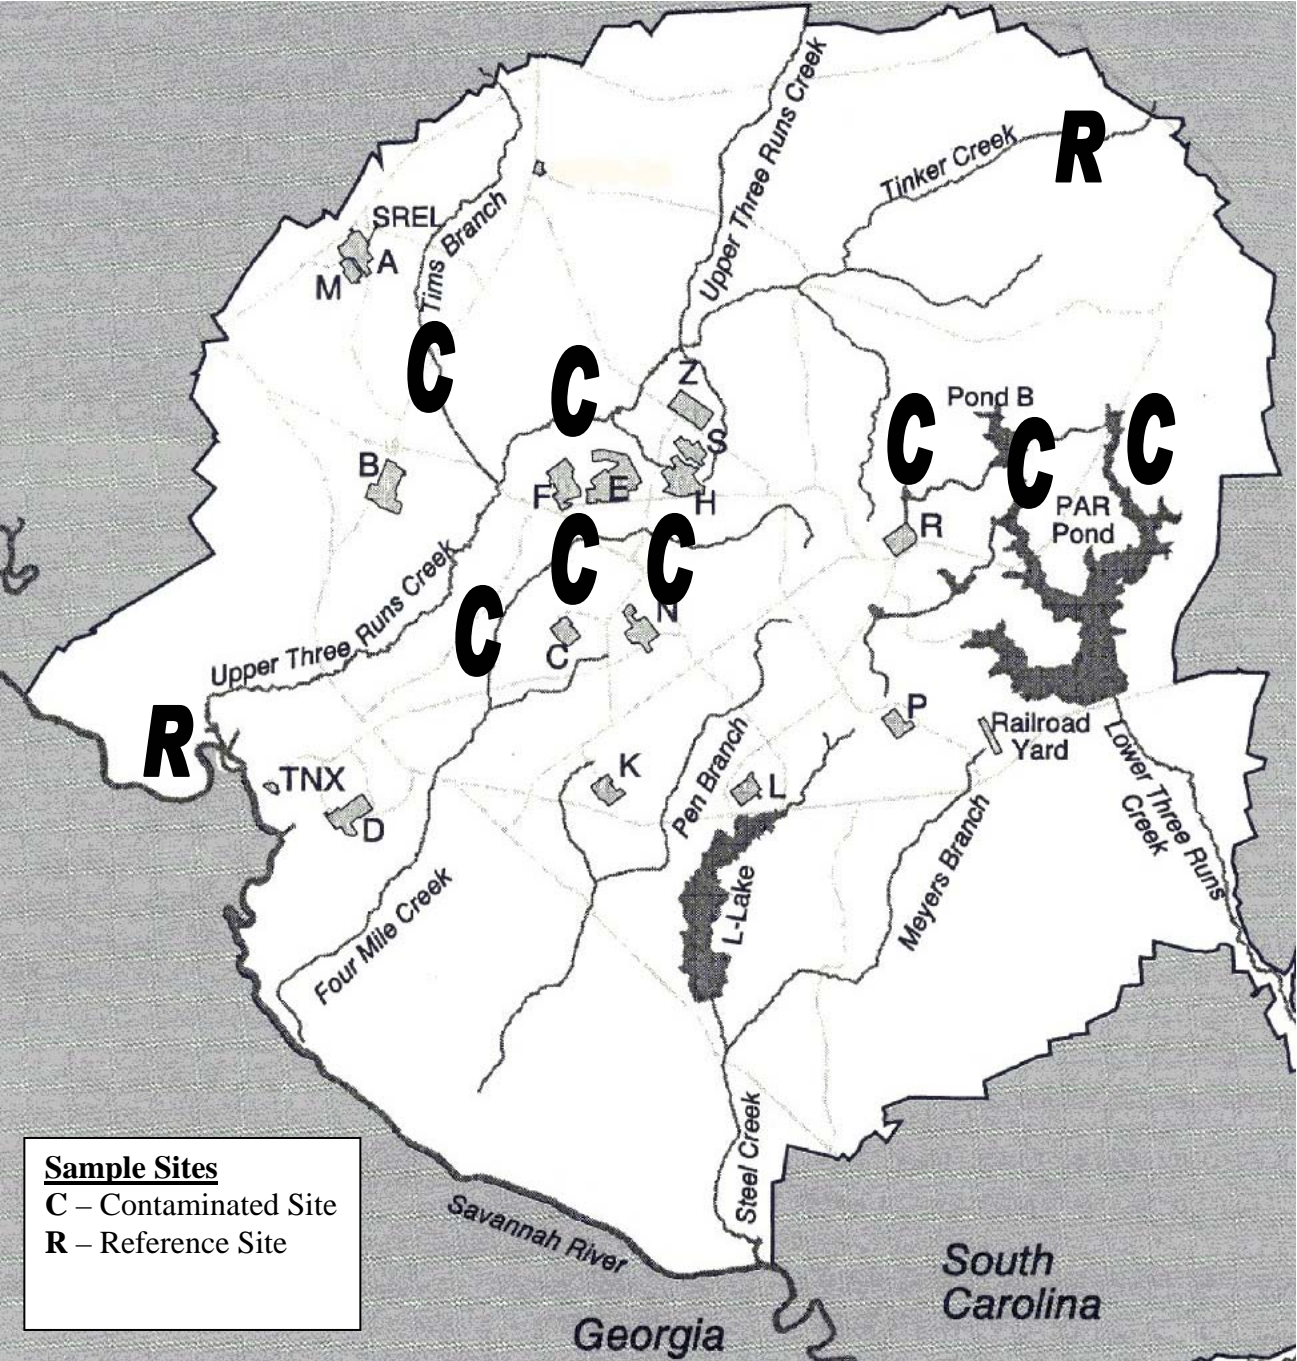 Upper Three Runs Creek
Tinker Creek
R
SREL
A
M
Tims Branch
C
C
Z
S
H
E
F
B
Pond B
C
C
C
PAR
Pond
R
C
C
C
N
C
Upper Three Runs Creek
R
TNX
D
K
Pen Branch
L
P
Railroad
Yard
Lower Three Runs
Creek
Meyers Branch
L-Lake
Four Mile Creek
Steel Creek
Savannah River
Sample Sites
C – Contaminated Site
R – Reference Site
South
Carolina
Georgia